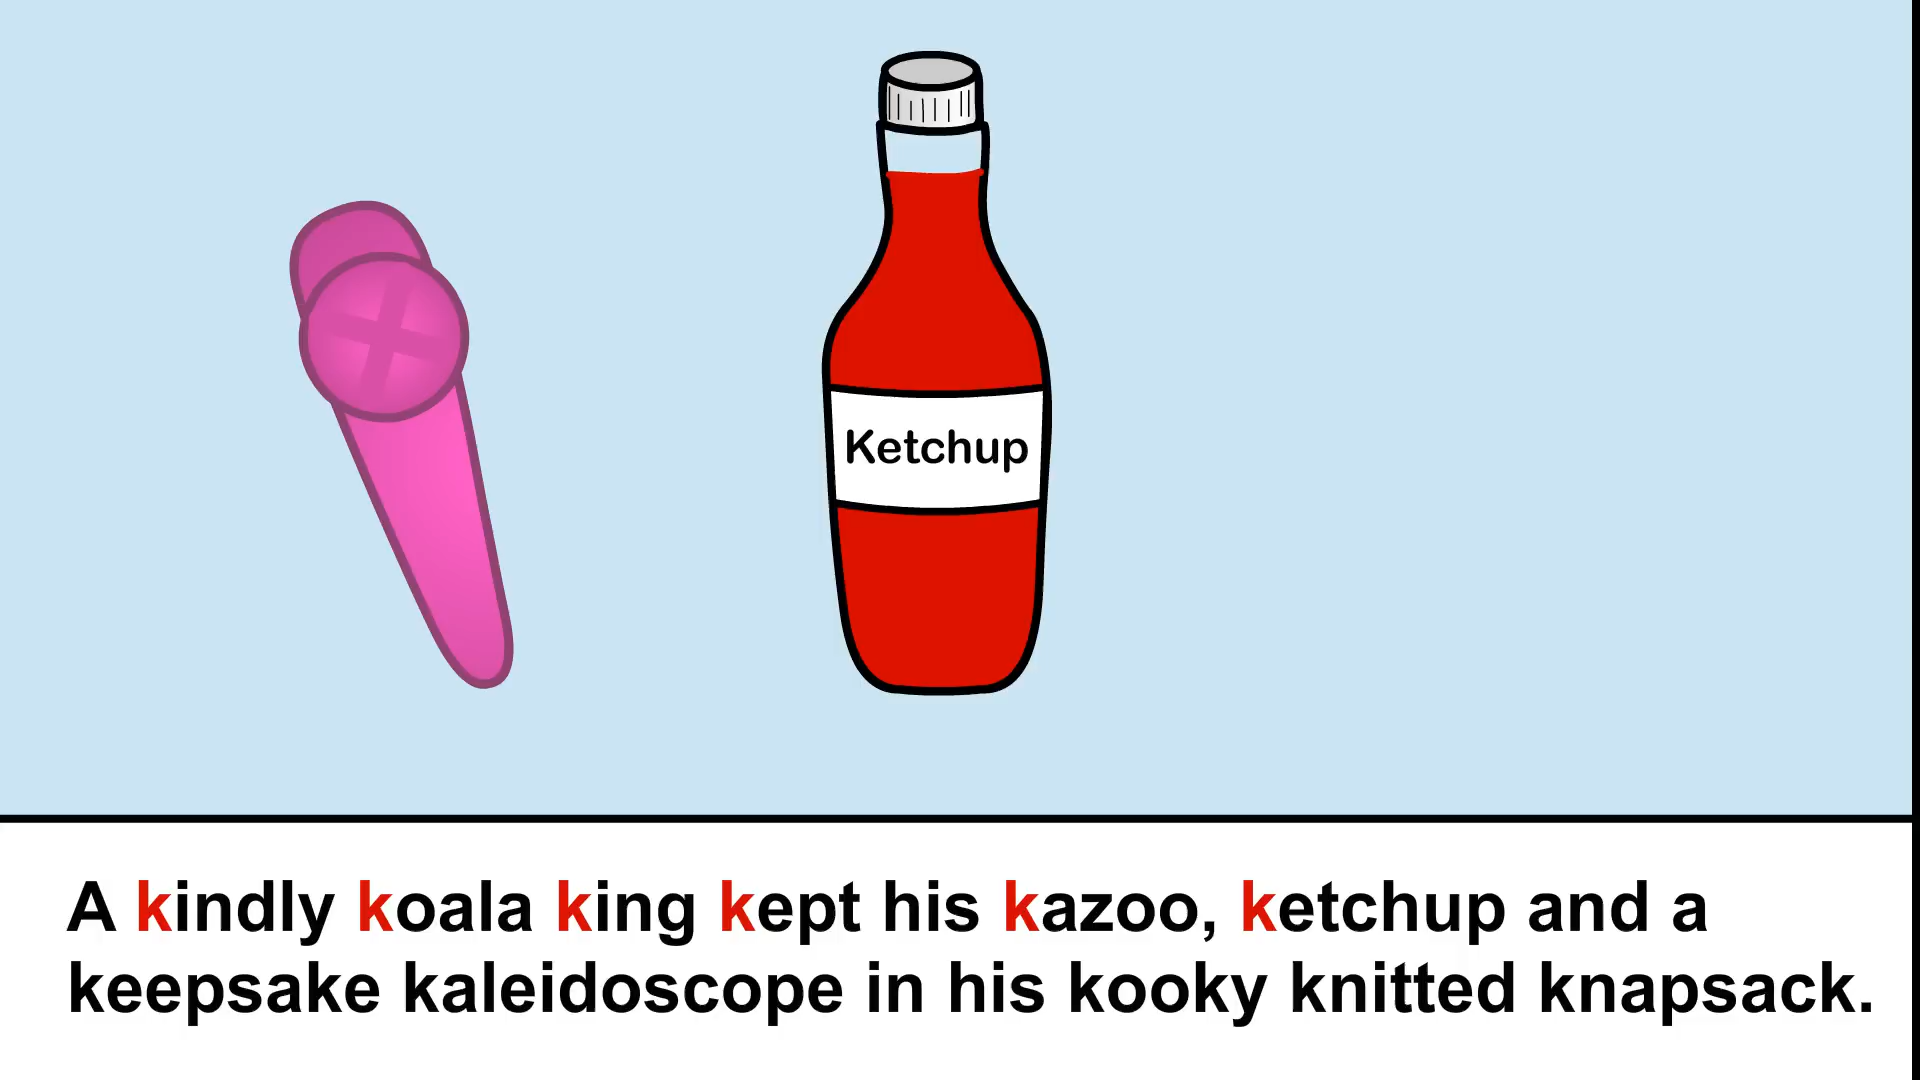 Ketchup
A kindly koala king kept his kazoo, ketchup and a
keepsake kaleidoscope in his kooky knitted knapsack.